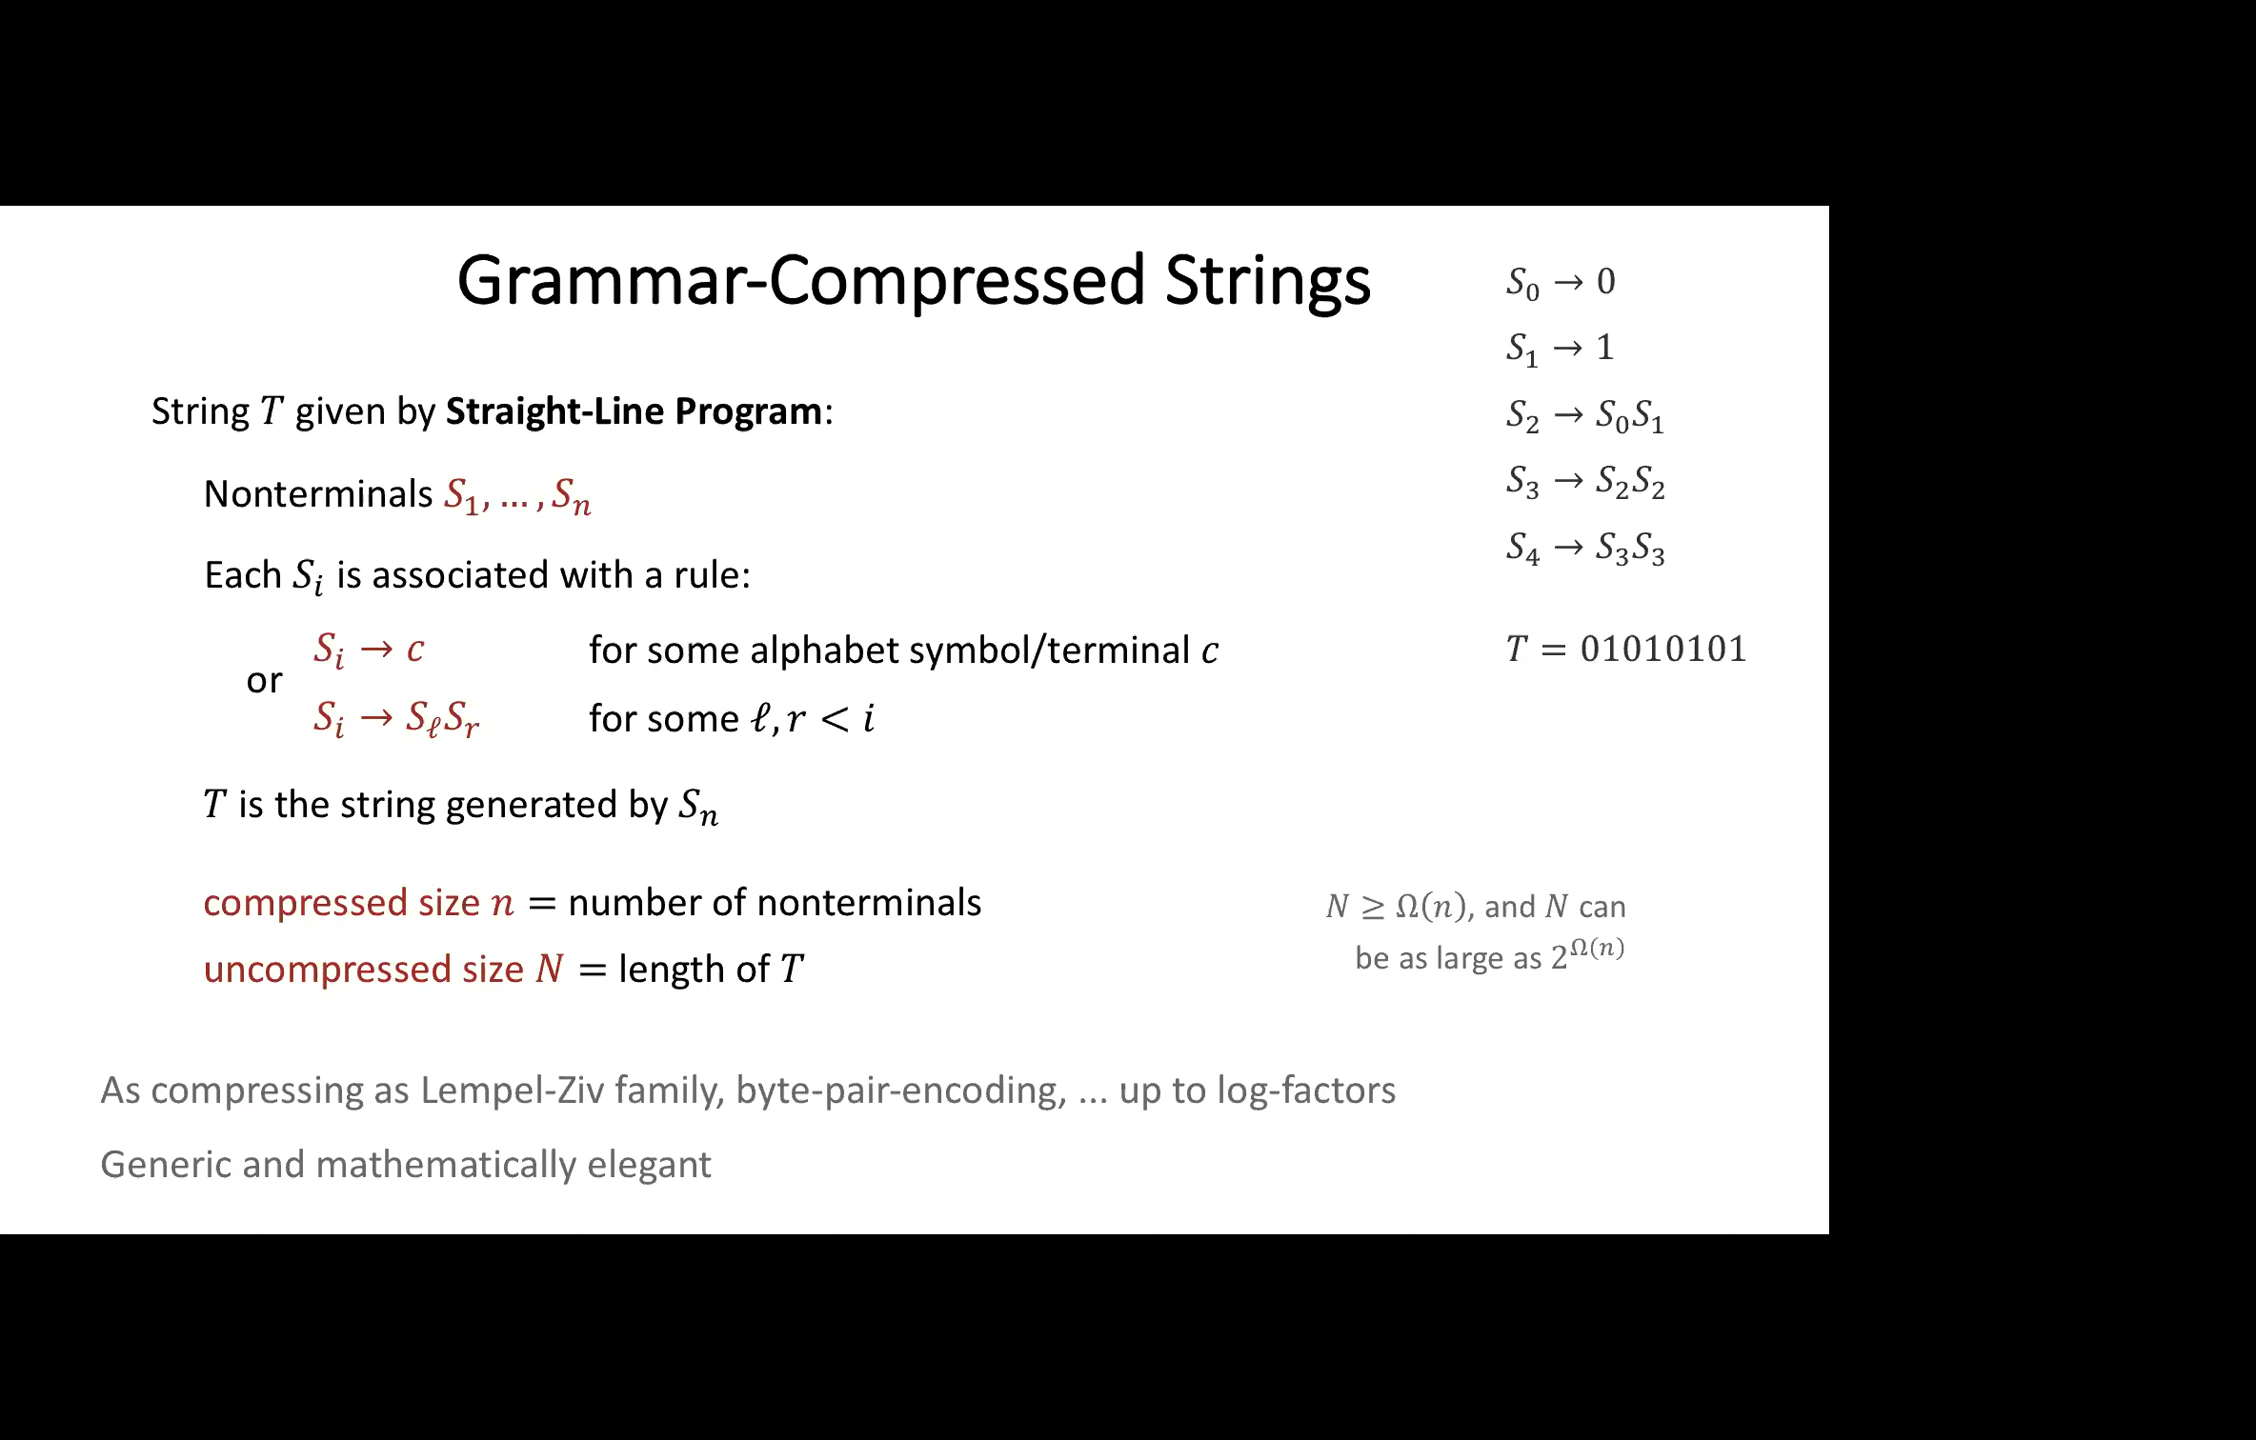 Grammar-Compressed Strings
String T given by Straight-Line Program:
Nonterminals S₁, … , Sₙ
Each Sᵢ is associated with a rule:
or
Sᵢ → c for some alphabet symbol/terminal c
Sᵢ → S_ℓ Sᵣ for some ℓ, r < i
T is the string generated by Sₙ
compressed size n = number of nonterminals
uncompressed size N = length of T
S₀ → 0
S₁ → 1
S₂ → S₀S₁
S₃ → S₂S₂
S₄ → S₃S₃
T = 01010101
N ≥ Ω(n), and N can
be as large as 2^Ω(n)
As compressing as Lempel-Ziv family, byte-pair-encoding, ... up to log-factors
Generic and mathematically elegant